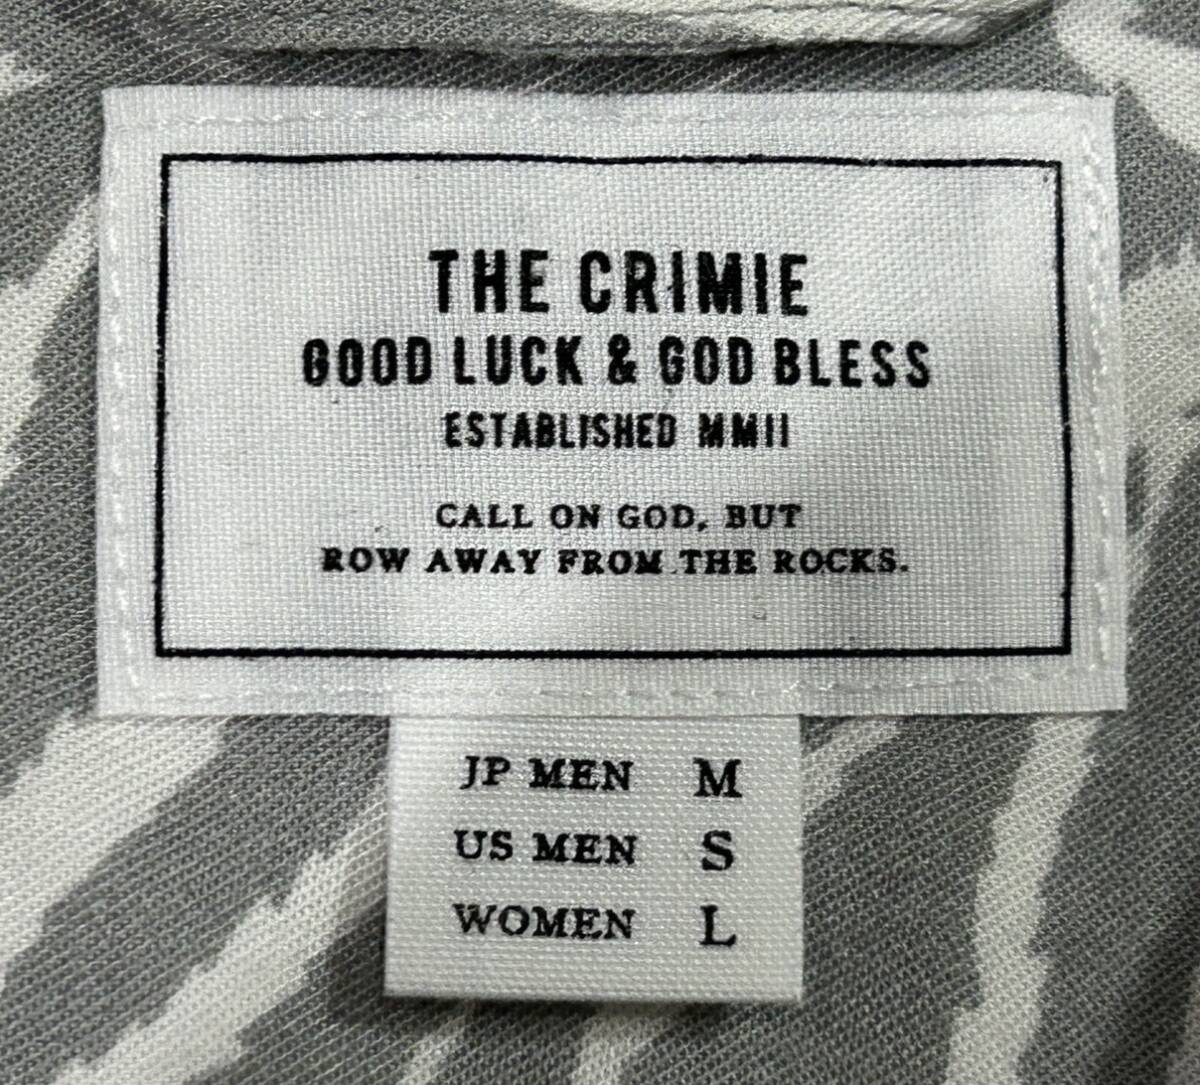 THE CRIMIE
GOOD LUCK & GOD BLESS
ESTABLISHED MMII
CALL ON GOD, BUT
ROW AWAY FROM THE ROCKS.
JP MEN M
US MEN S
WOMEN L